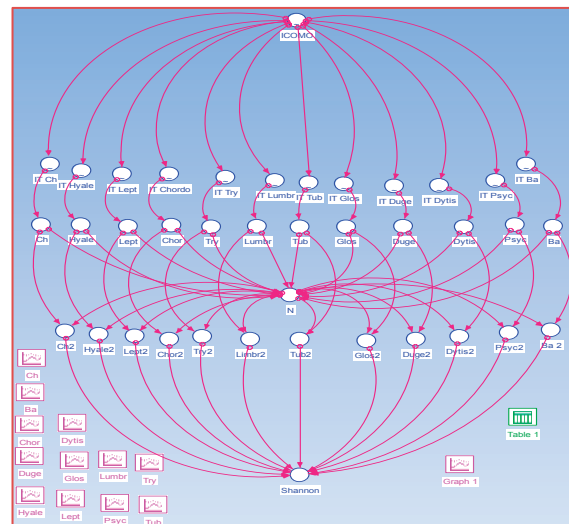 ICOMO
IT Ch
IT Hyale
IT Lept
IT Chordo
IT Try
IT Lumbr
IT Tub
IT Glos
IT Duge
IT Dytis
IT Psyc
IT Ba
Ch
Hyale
Lept
Chor
Try
Lumbr
Tub
Glos
Duge
Dytis
Psyc
Ba
N
Ch2
Hyale2
Lept2
Chor2
Try2
Limbr2
Tub2
Glos2
Duge2
Dytis2
Psyc2
Ba 2
Ch
Ba
Chor
Dytis
Duge
Glos
Lumbr
Try
Hyale
Lept
Psyc
Tub
Shannon
Graph 1
Table 1